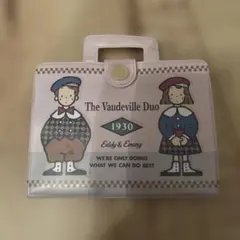 The Vaudeville Duo
1930
Eddy & Emmy
WE'RE ONLY DOING
WHAT WE CAN DO BEST